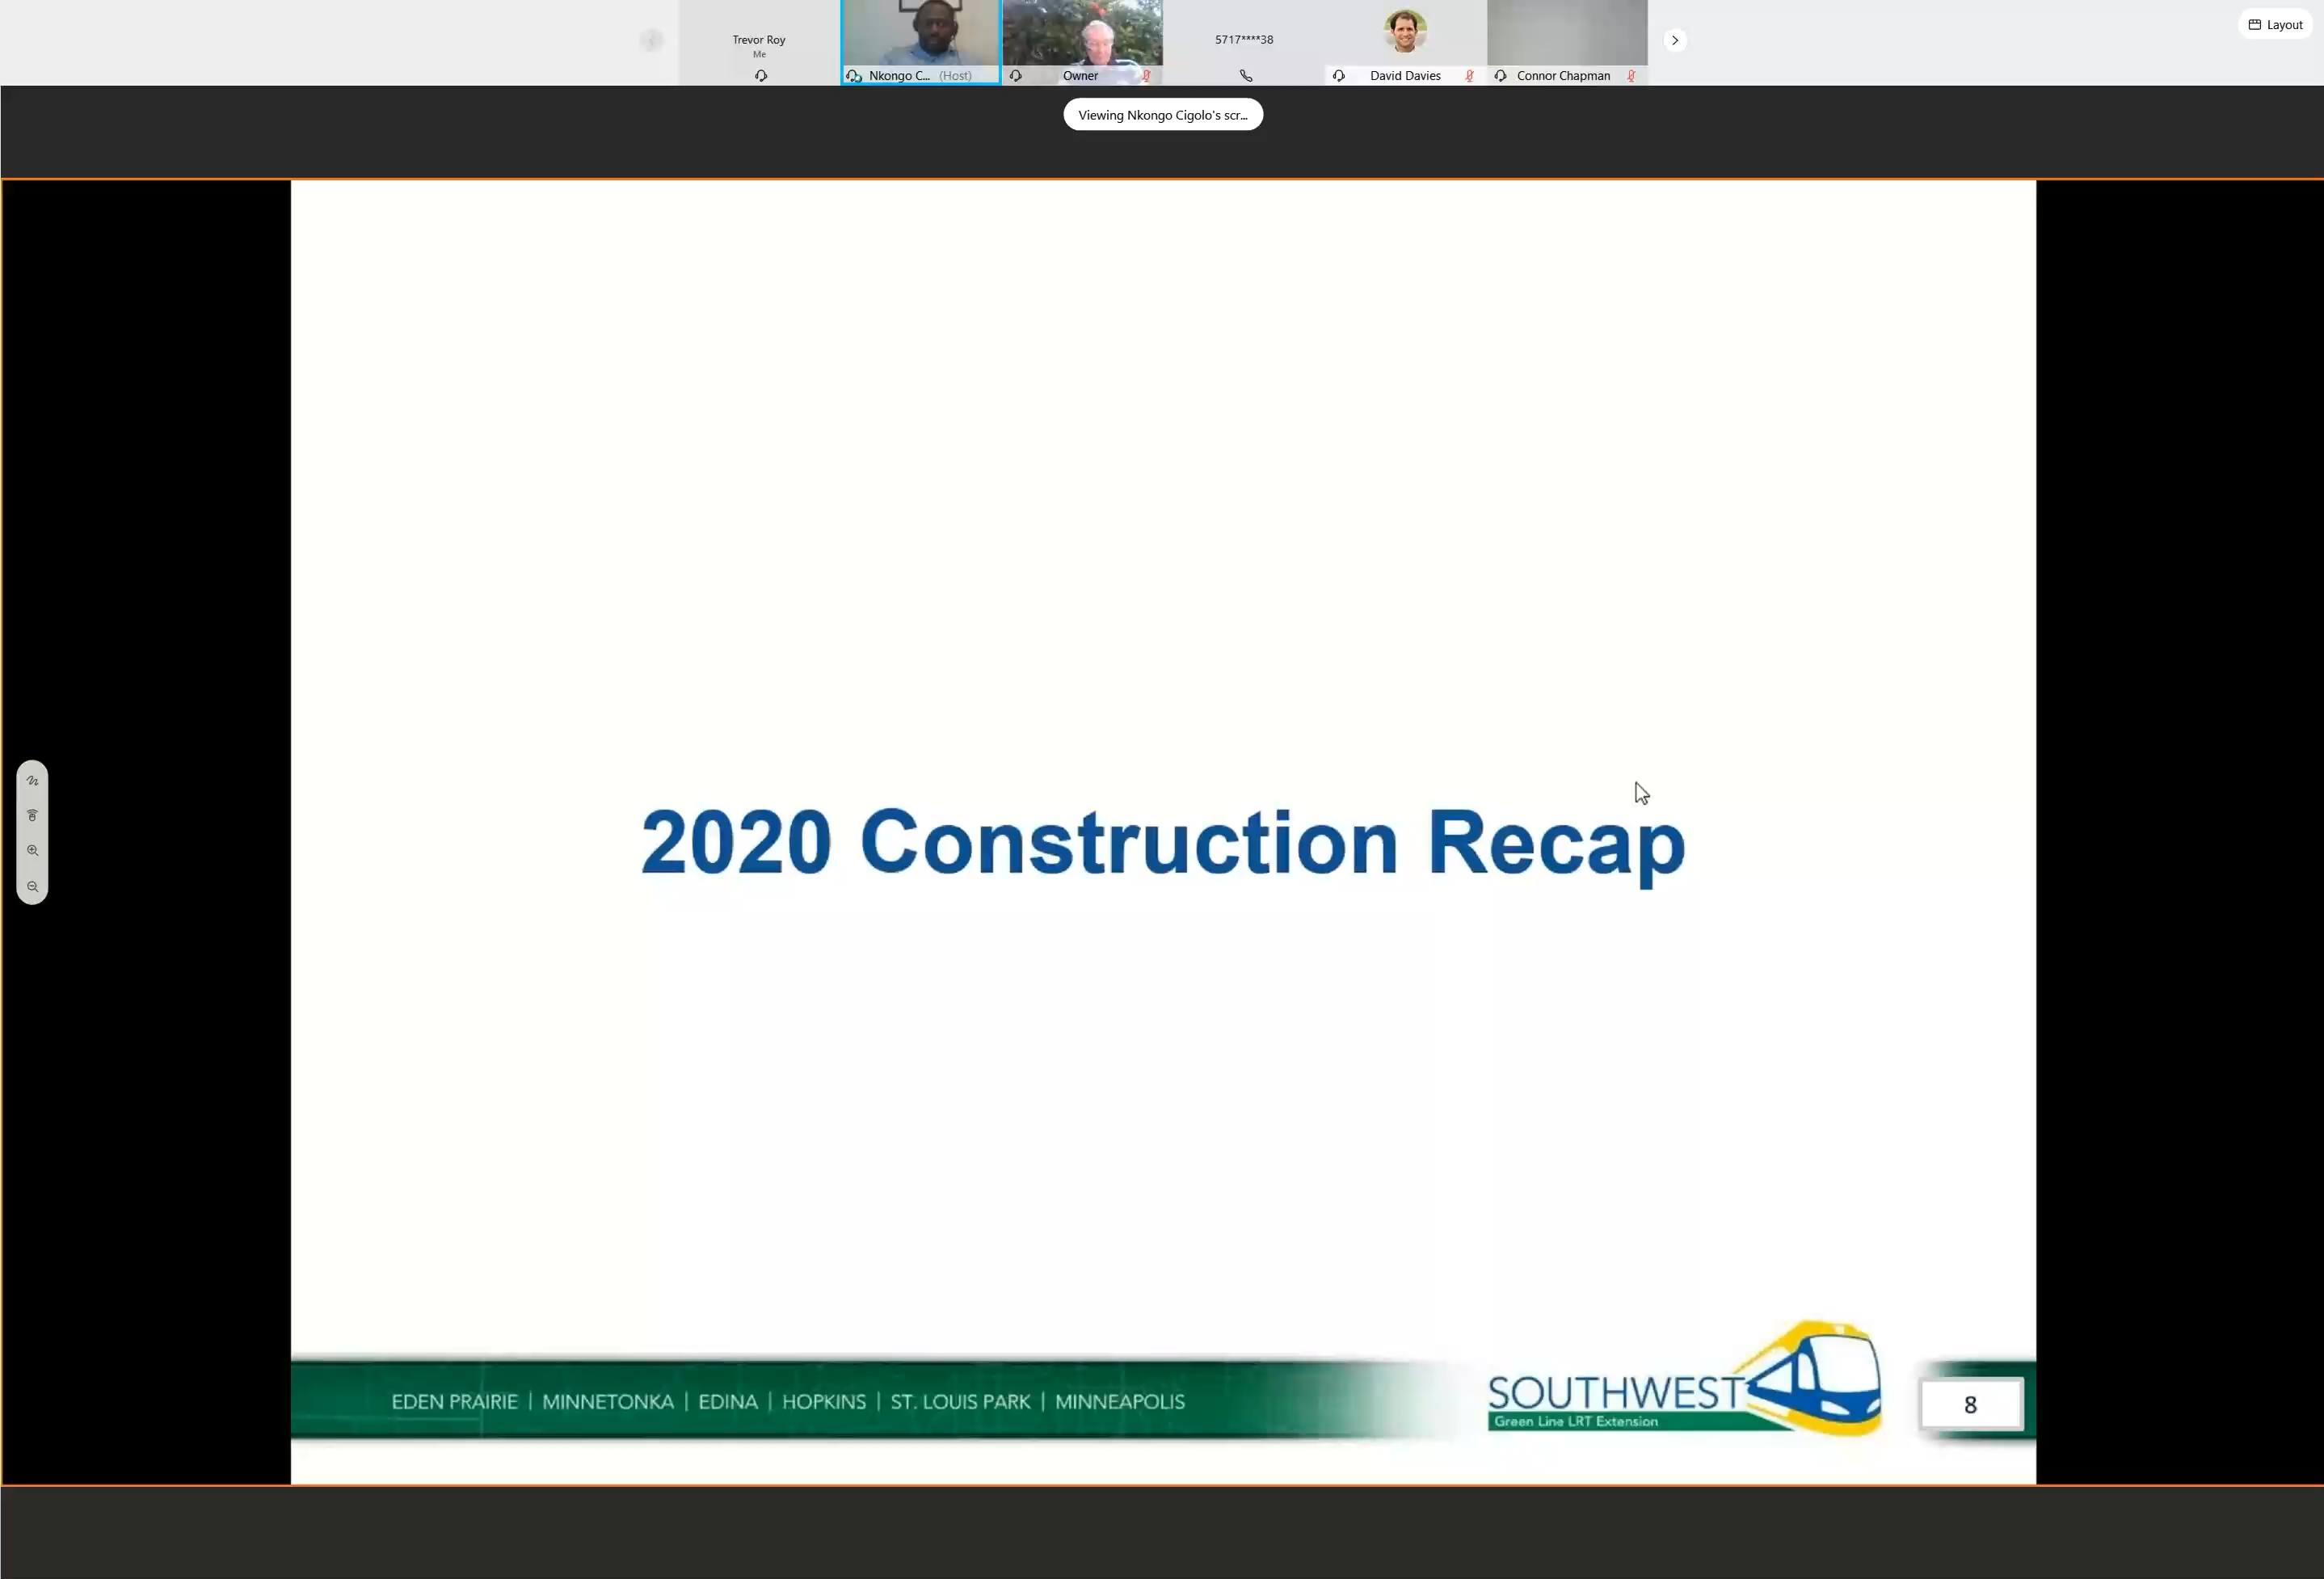 Trevor Roy
Me
Nkongo C... (Host)
Owner
5717****38
David Davies
Connor Chapman
Layout
Viewing Nkongo Cigolo's scr...
2020 Construction Recap
EDEN PRAIRIE | MINNETONKA | EDINA | HOPKINS | ST. LOUIS PARK | MINNEAPOLIS
SOUTHWEST
Green Line LRT Extension
8